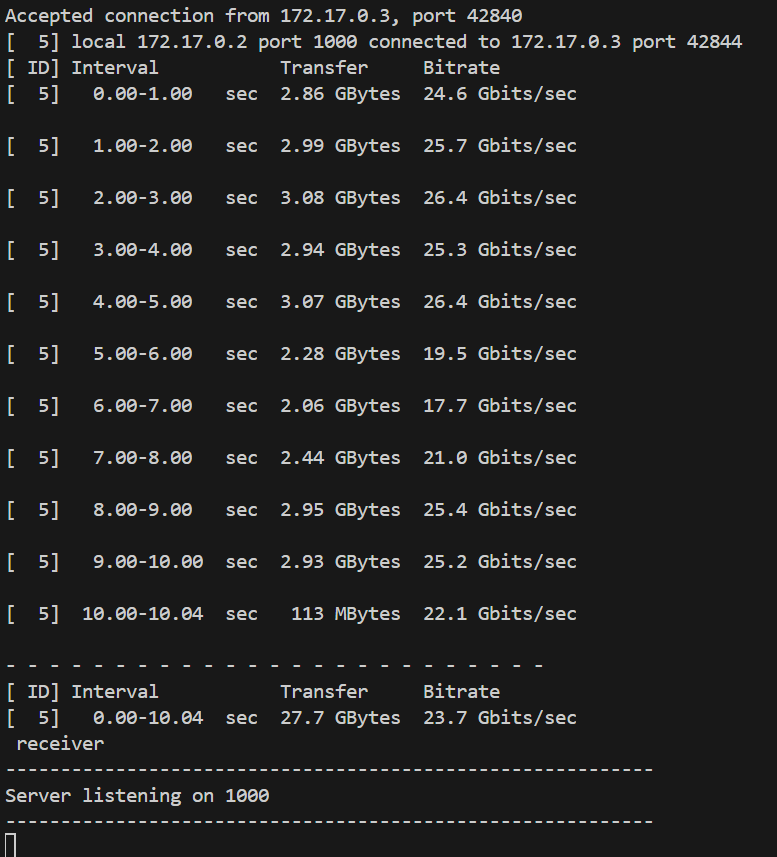 Accepted connection from 172.17.0.3, port 42840
[  5] local 172.17.0.2 port 1000 connected to 172.17.0.3 port 42844
[ ID] Interval           Transfer     Bitrate
[  5]   0.00-1.00   sec  2.86 GBytes  24.6 Gbits/sec
[  5]   1.00-2.00   sec  2.99 GBytes  25.7 Gbits/sec
[  5]   2.00-3.00   sec  3.08 GBytes  26.4 Gbits/sec
[  5]   3.00-4.00   sec  2.94 GBytes  25.3 Gbits/sec
[  5]   4.00-5.00   sec  3.07 GBytes  26.4 Gbits/sec
[  5]   5.00-6.00   sec  2.28 GBytes  19.5 Gbits/sec
[  5]   6.00-7.00   sec  2.06 GBytes  17.7 Gbits/sec
[  5]   7.00-8.00   sec  2.44 GBytes  21.0 Gbits/sec
[  5]   8.00-9.00   sec  2.95 GBytes  25.4 Gbits/sec
[  5]   9.00-10.00  sec  2.93 GBytes  25.2 Gbits/sec
[  5]  10.00-10.04  sec   113 MBytes  22.1 Gbits/sec
- - - - - - - - - - - - - - - - - - - - - - - - -
[ ID] Interval           Transfer     Bitrate
[  5]   0.00-10.04  sec  27.7 GBytes  23.7 Gbits/sec
 receiver
-----------------------------------------------------------
Server listening on 1000
-----------------------------------------------------------